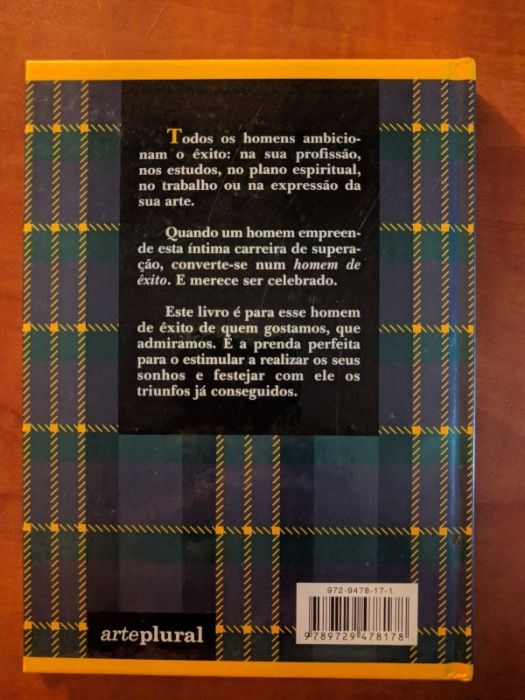 Todos os homens ambicio-
nam o êxito: na sua profissão,
nos estudos, no plano espiritual,
no trabalho ou na expressão da
sua arte.
Quando um homem empreen-
de esta íntima carreira de supera-
ção, converte-se num homem de
êxito. E merece ser celebrado.
Este livro é para esse homem
de êxito de quem gostamos, que
admiramos. É a prenda perfeita
para o estimular a realizar os seus
sonhos e festejar com ele os
triunfos já conseguidos.
972-9478-17-1
9789729478178
arteplural